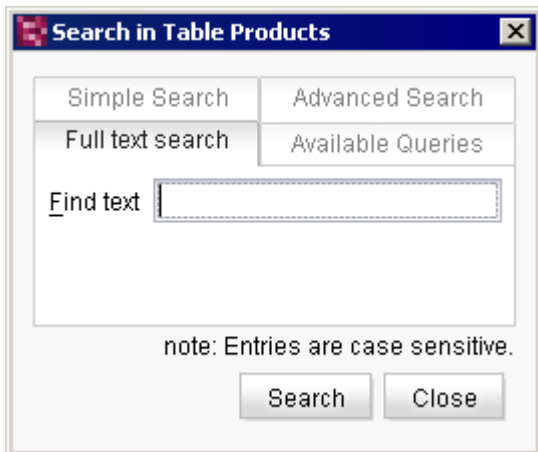 Search in Table Products
Simple Search
Advanced Search
Full text search
Available Queries
Find text
note: Entries are case sensitive.
Search
Close